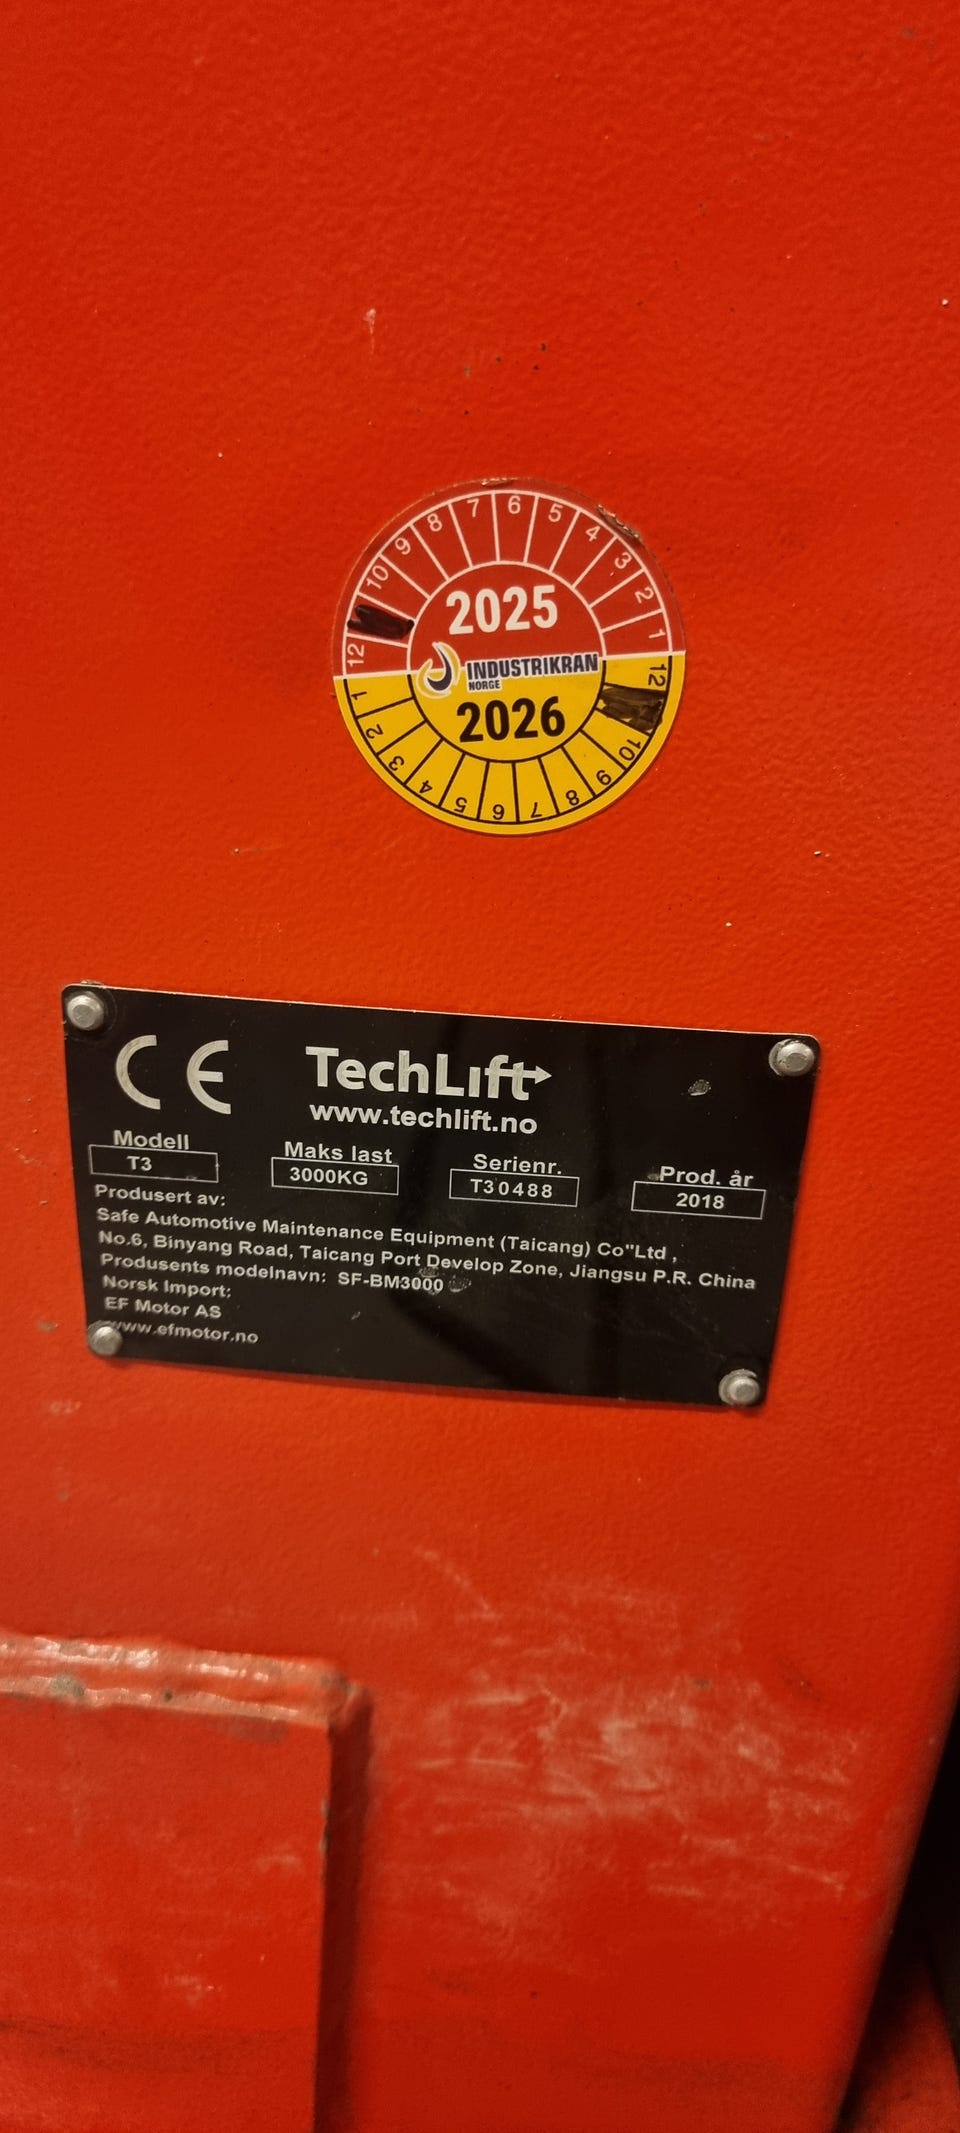 12 10 9 8 7 6 5 4 3 2 1
2025
INDUSTRIKRAN
NORGE
2026
1 2 3 4 5 6 7 8 9 10 12
CE
TechLift
www.techlift.no
Modell Maks last Serienr. Prod. år
T3 3000KG T30488 2018
Produsert av:
Safe Automotive Maintenance Equipment (Taicang) Co"Ltd ,
No.6, Binyang Road, Taicang Port Develop Zone, Jiangsu P.R. China
Produsents modelnavn: SF-BM3000
Norsk Import:
EF Motor AS
www.efmotor.no